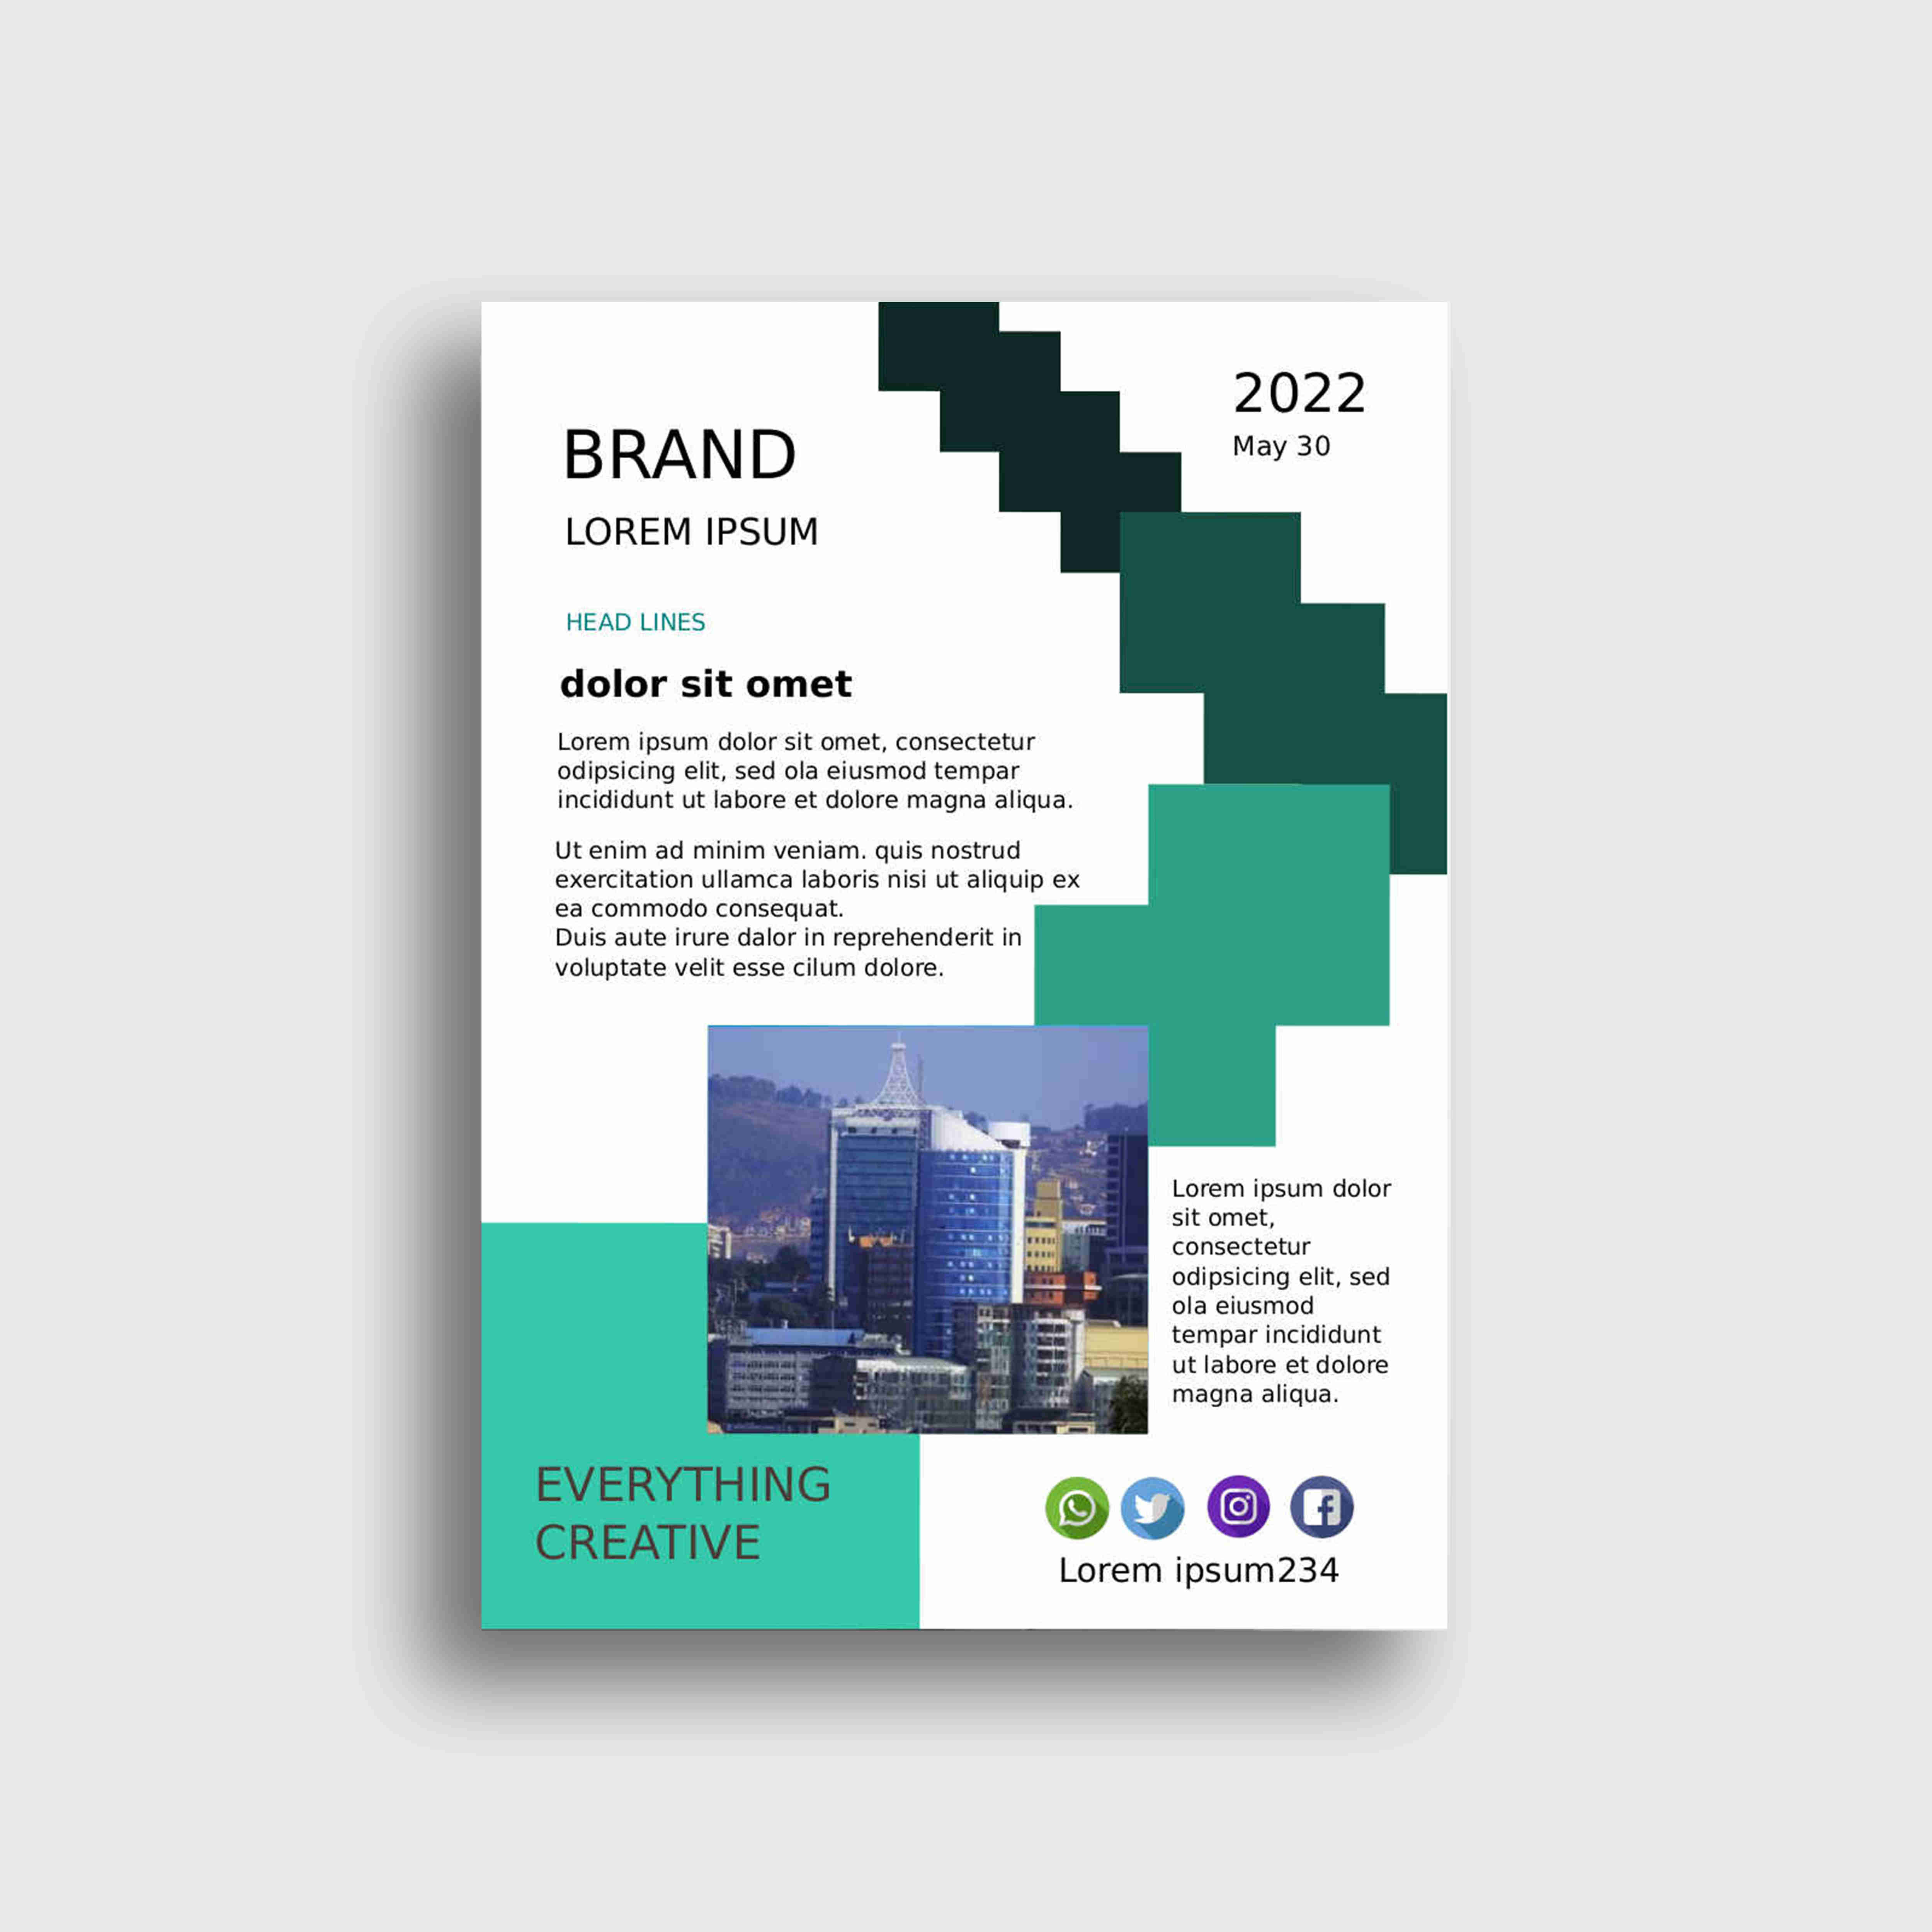 2022
May 30
BRAND
LOREM IPSUM
HEAD LINES
dolor sit omet
Lorem ipsum dolor sit omet, consectetur
odipsicing elit, sed ola eiusmod tempar
incididunt ut labore et dolore magna aliqua.
Ut enim ad minim veniam. quis nostrud
exercitation ullamca laboris nisi ut aliquip ex
ea commodo consequat.
Duis aute irure dalor in reprehenderit in
voluptate velit esse cilum dolore.
Lorem ipsum dolor
sit omet,
consectetur
odipsicing elit, sed
ola eiusmod
tempar incididunt
ut labore et dolore
magna aliqua.
EVERYTHING
CREATIVE
Lorem ipsum234